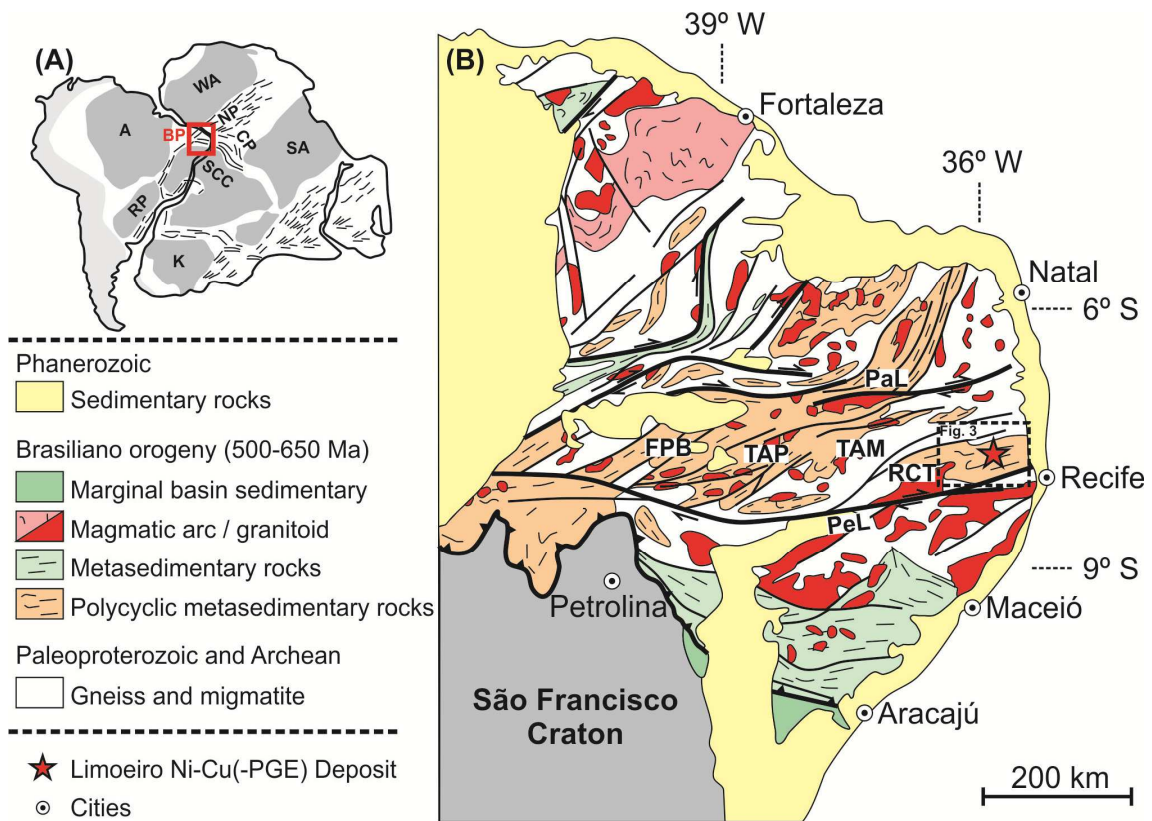 (A)
WA
NP
A
BP
CP
SA
SCC
RP
K
Phanerozoic
Sedimentary rocks
Brasiliano orogeny (500-650 Ma)
Marginal basin sedimentary
Magmatic arc / granitoid
Metasedimentary rocks
Polycyclic metasedimentary rocks
Paleoproterozoic and Archean
Gneiss and migmatite
Limoeiro Ni-Cu(-PGE) Deposit
Cities
39º W
(B)
Fortaleza
36º W
Natal
6º S
PaL
Fig. 3
FPB
TAP
TAM
RCT
Recife
PeL
9º S
Petrolina
Maceió
São Francisco
Craton
Aracajú
200 km